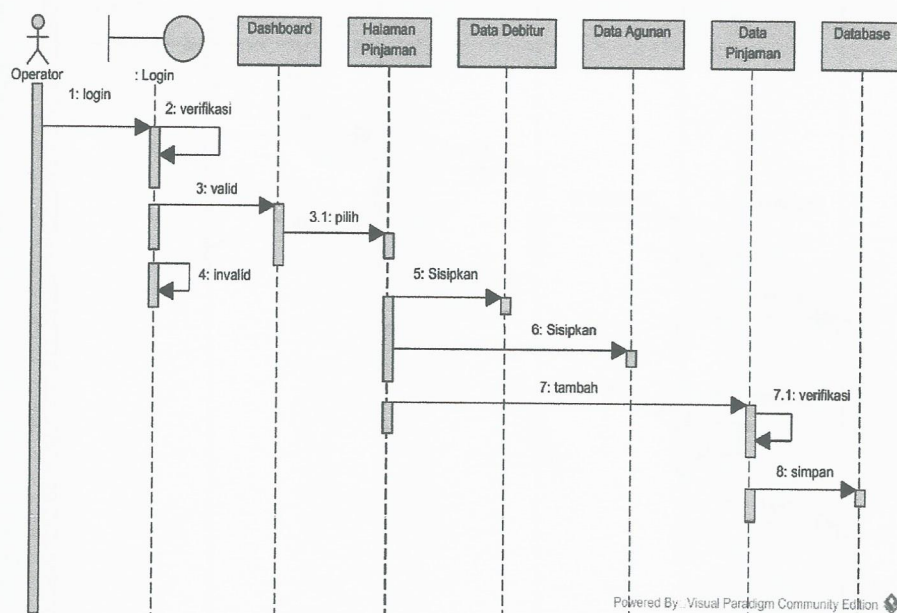 Operator
: Login
Dashboard
Halaman
Pinjaman
Data Debitur
Data Agunan
Data
Pinjaman
Database
1: login
2: verifikasi
3: valid
3.1: pilih
4: invalid
5: Sisipkan
6: Sisipkan
7: tambah
7.1: verifikasi
8: simpan
Powered By: Visual Paradigm Community Edition